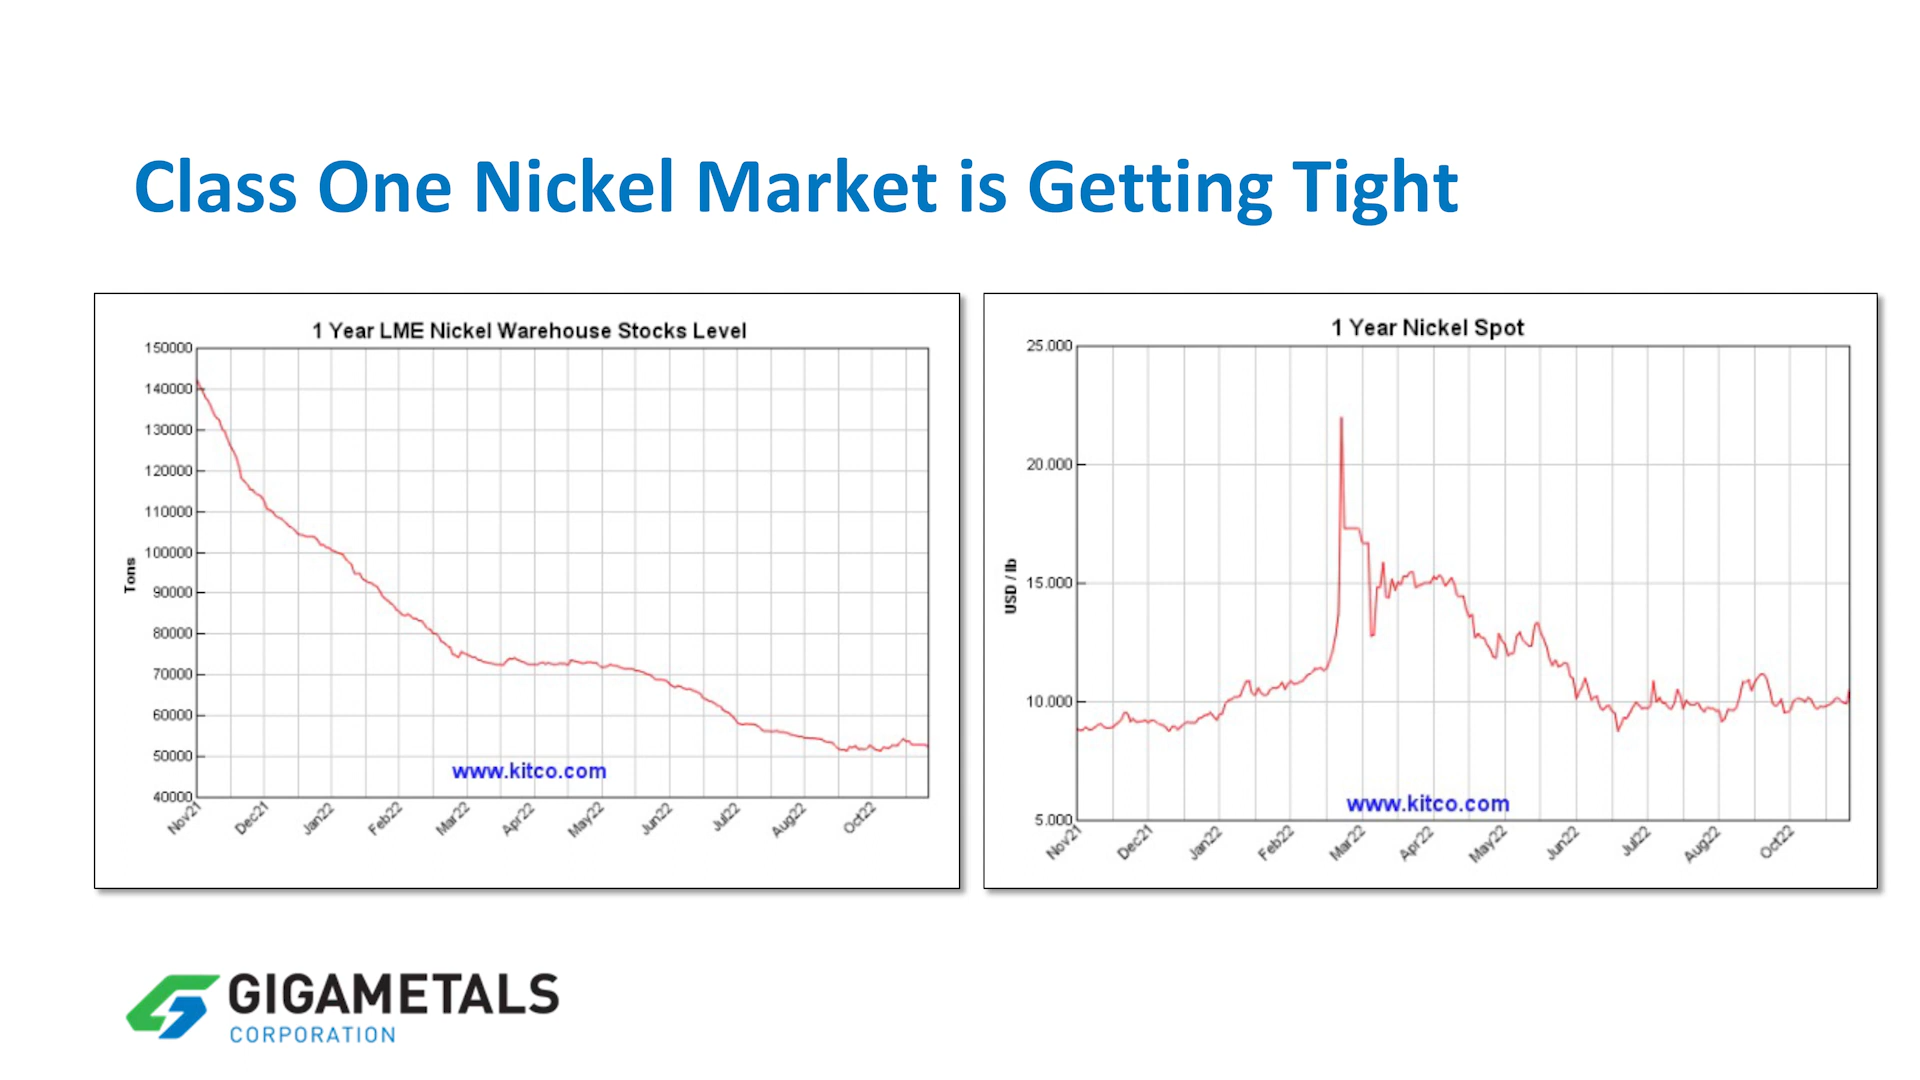 Class One Nickel Market is Getting Tight
1 Year LME Nickel Warehouse Stocks Level
150000
140000
130000
120000
110000
100000
90000
80000
70000
60000
50000
40000
Tons
www.kitco.com
Nov21
Dec21
Jan22
Feb22
Mar22
Apr22
May22
Jun22
Jul22
Aug22
Oct22
1 Year Nickel Spot
25.000
20.000
15.000
10.000
5.000
USD / lb
www.kitco.com
Nov21
Dec21
Jan22
Feb22
Mar22
Apr22
May22
Jun22
Jul22
Aug22
Oct22
GIGAMETALS
CORPORATION